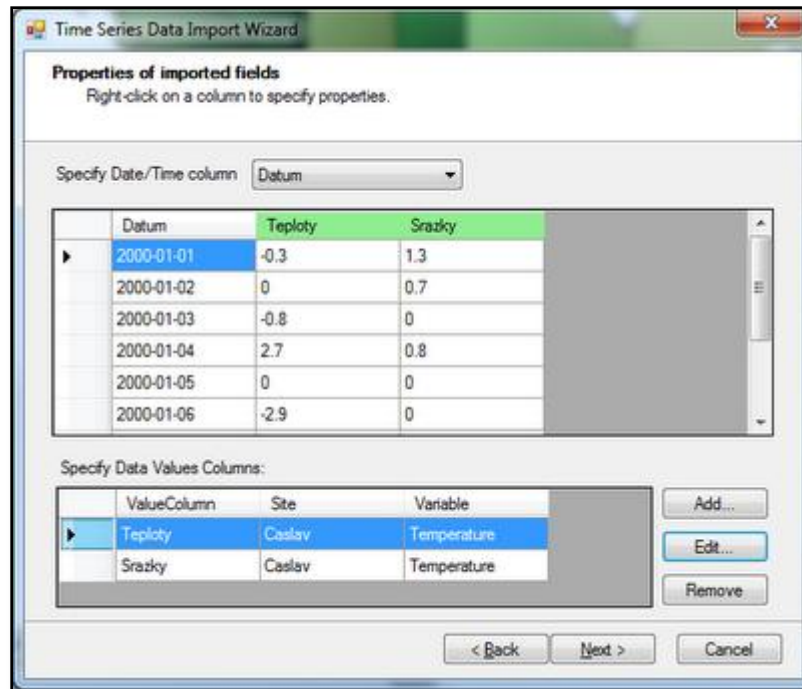 Time Series Data Import Wizard
Properties of imported fields
Right-click on a column to specify properties.
Specify Date/Time column Datum
Datum Teploty Srazky
2000-01-01 -0.3 1.3
2000-01-02 0 0.7
2000-01-03 -0.8 0
2000-01-04 2.7 0.8
2000-01-05 0 0
2000-01-06 -2.9 0
Specify Data Values Columns:
ValueColumn Site Variable
Teploty Caslav Temperature
Srazky Caslav Temperature
Add...
Edit...
Remove
< Back Next > Cancel